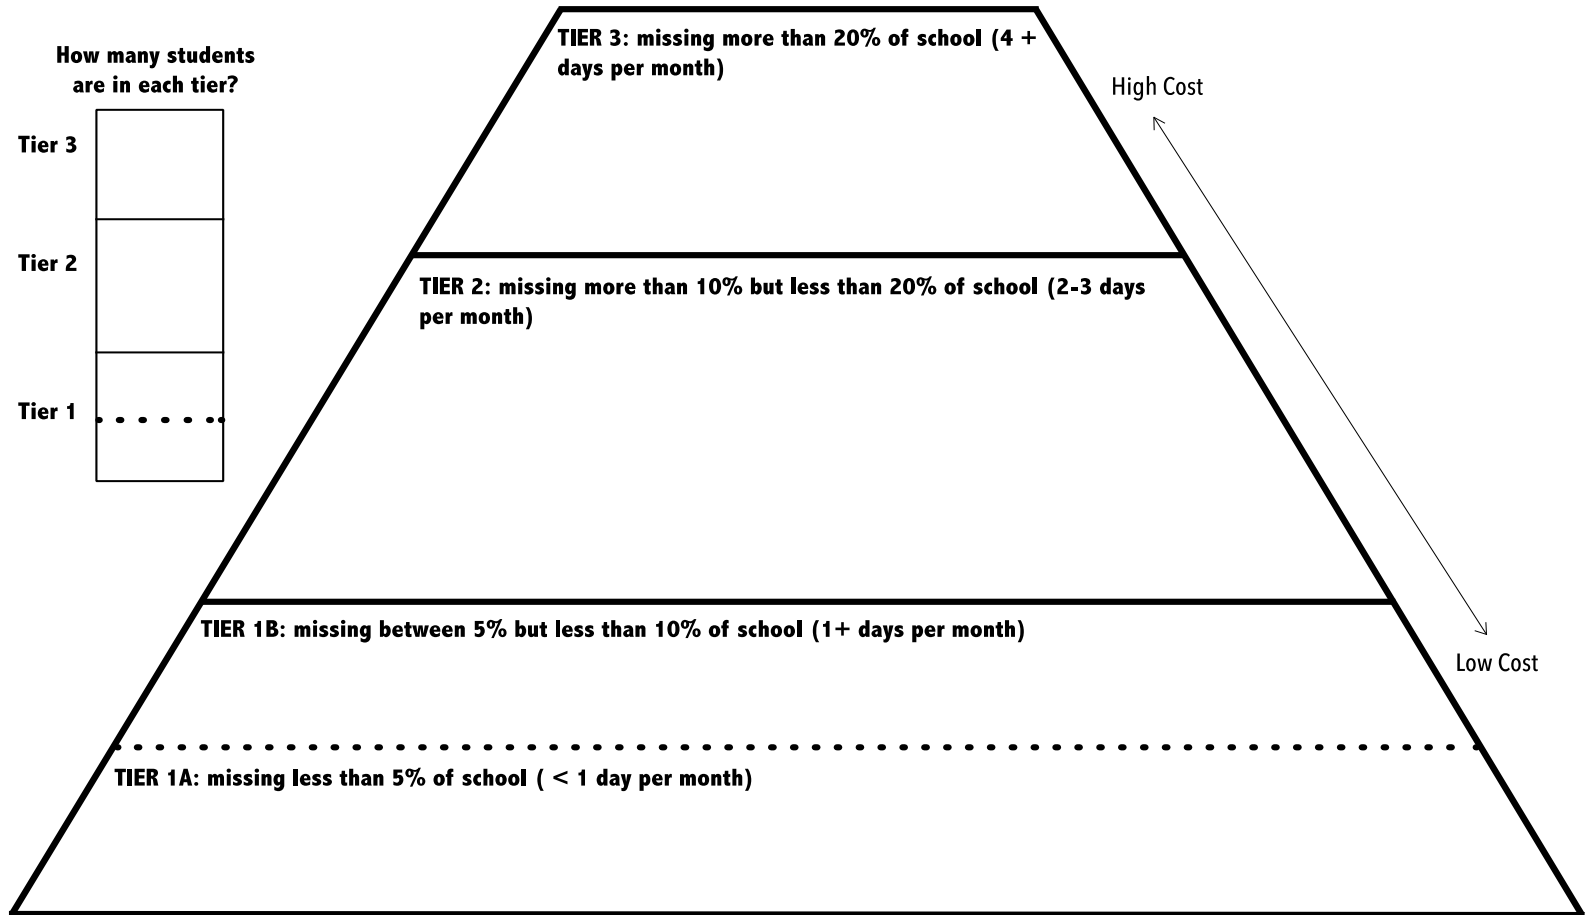 How many students
are in each tier?
Tier 3
Tier 2
Tier 1
TIER 3: missing more than 20% of school (4 +
days per month)
High Cost
TIER 2: missing more than 10% but less than 20% of school (2-3 days
per month)
TIER 1B: missing between 5% but less than 10% of school (1+ days per month)
Low Cost
TIER 1A: missing less than 5% of school ( < 1 day per month)